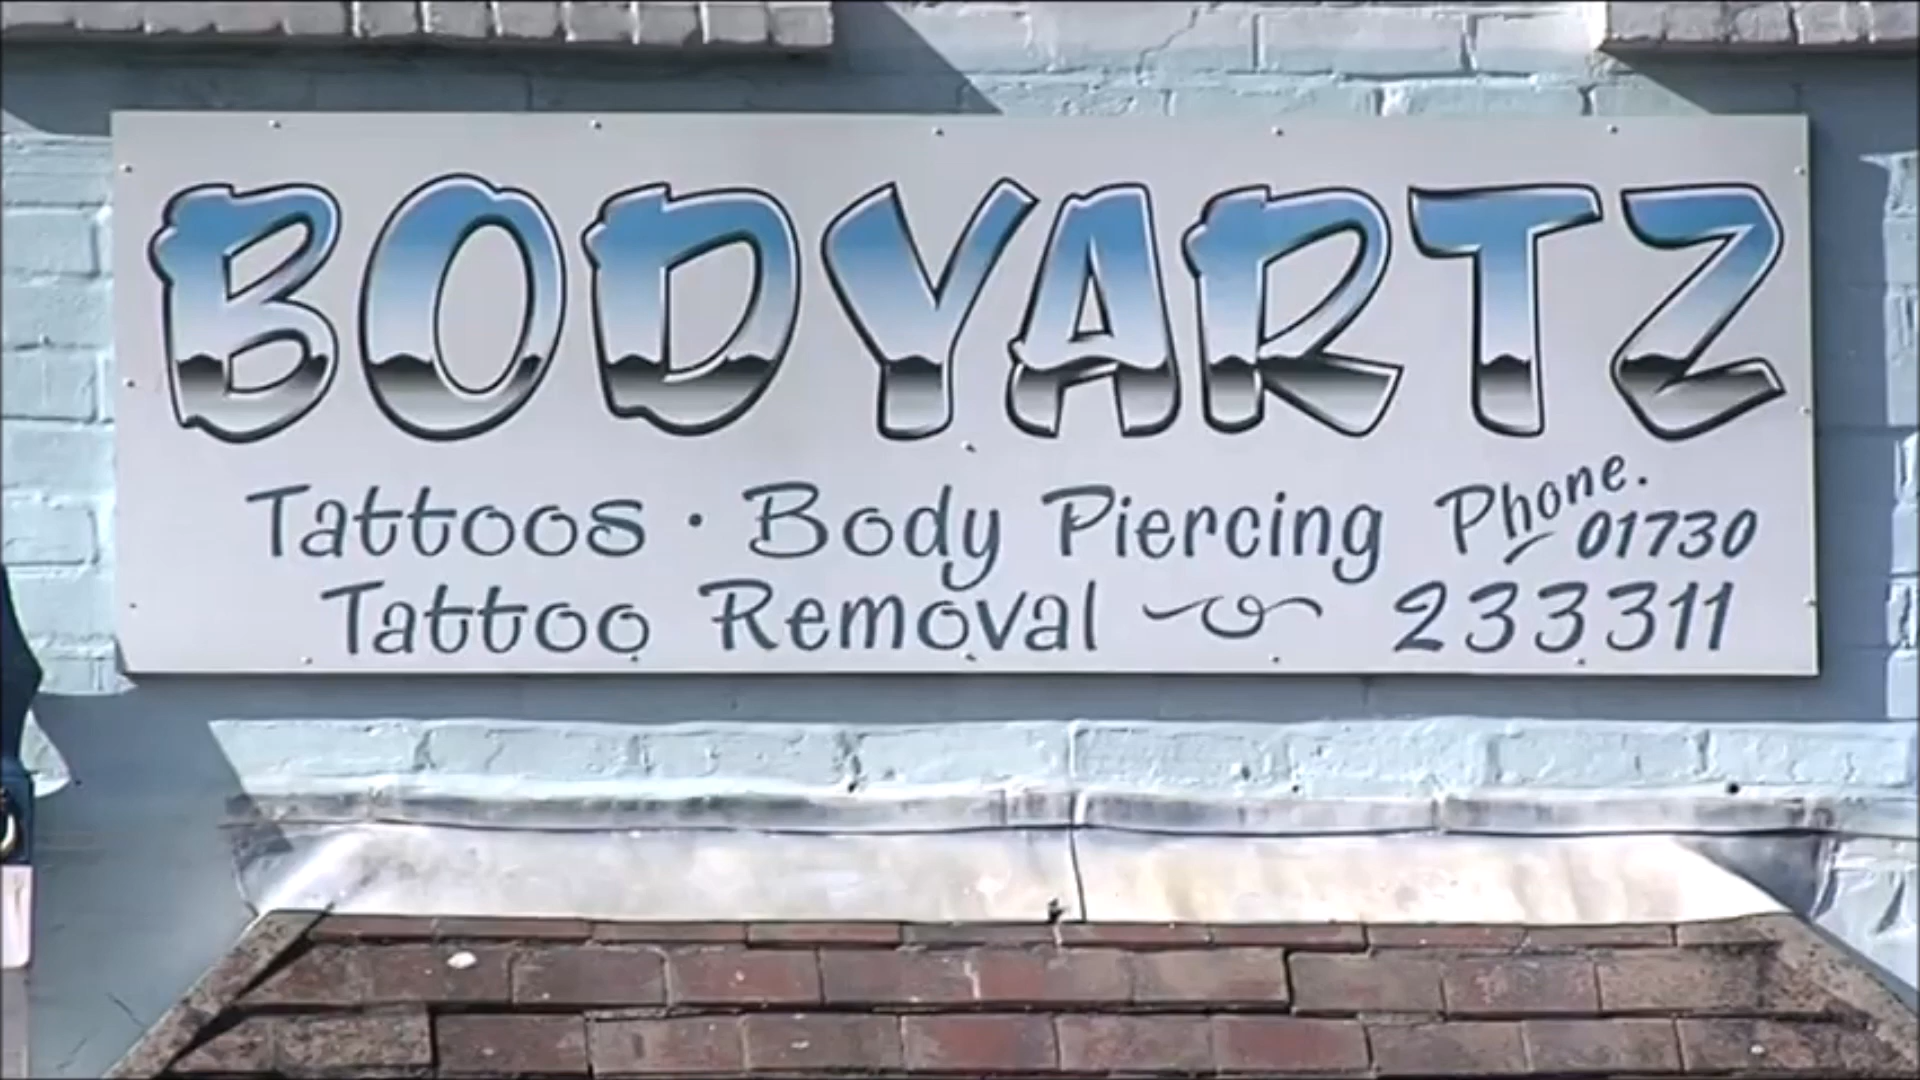 BODYARTZ
Tattoos · Body Piercing Phone.
01730
Tattoo Removal 233311